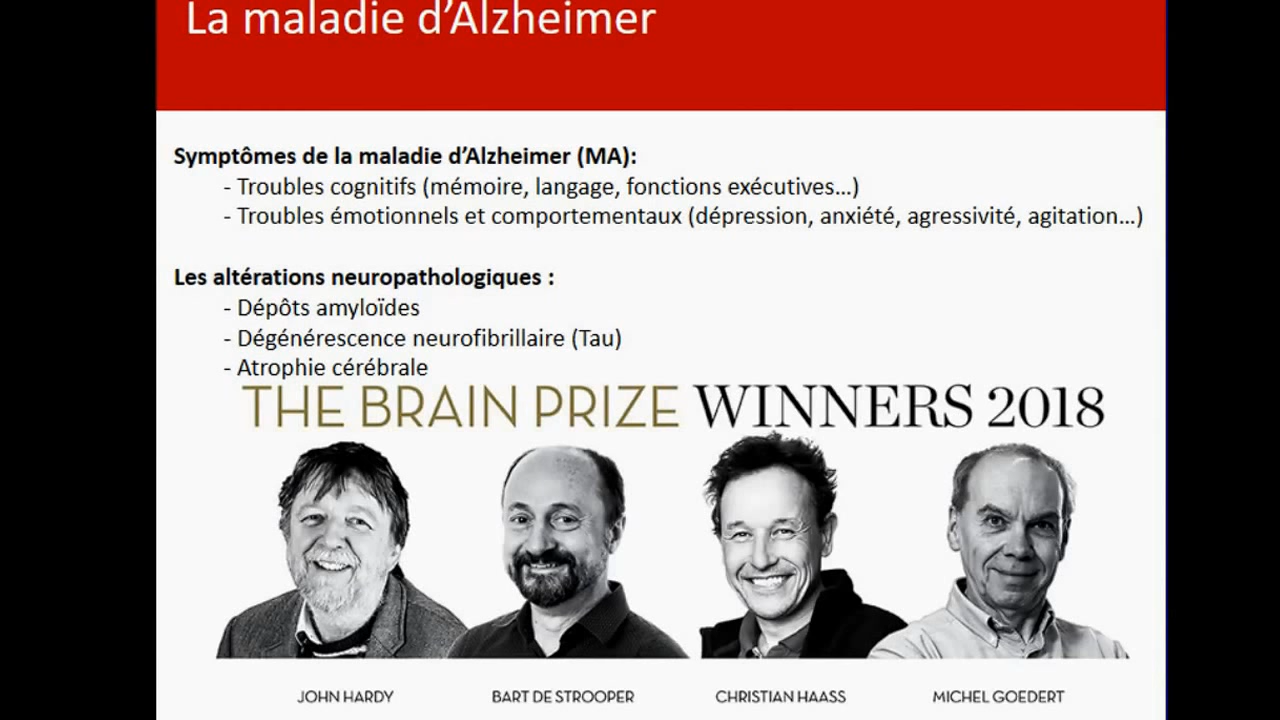 La maladie d'Alzheimer
Symptômes de la maladie d'Alzheimer (MA):
- Troubles cognitifs (mémoire, langage, fonctions exécutives...)
- Troubles émotionnels et comportementaux (dépression, anxiété, agressivité, agitation...)
Les altérations neuropathologiques :
- Dépôts amyloïdes
- Dégénérescence neurofibrillaire (Tau)
- Atrophie cérébrale
THE BRAIN PRIZE WINNERS 2018
JOHN HARDY BART DE STROOPER CHRISTIAN HAASS MICHEL GOEDERT